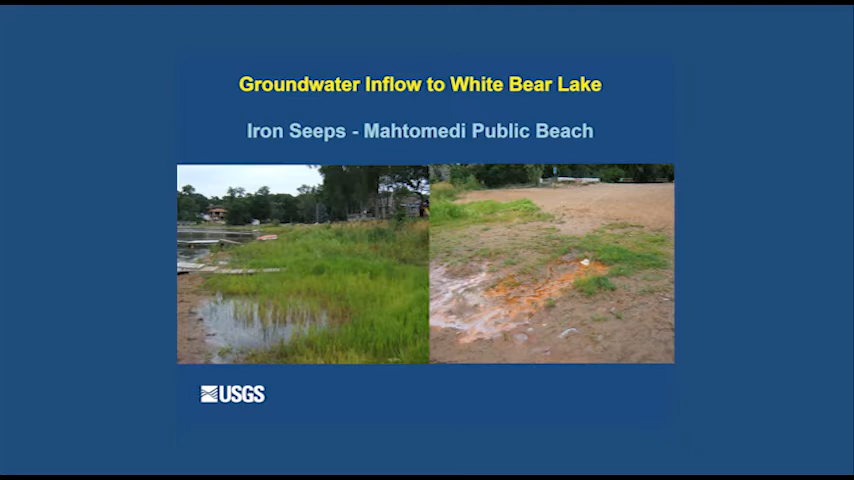 Groundwater Inflow to White Bear Lake
Iron Seeps - Mahtomedi Public Beach
USGS